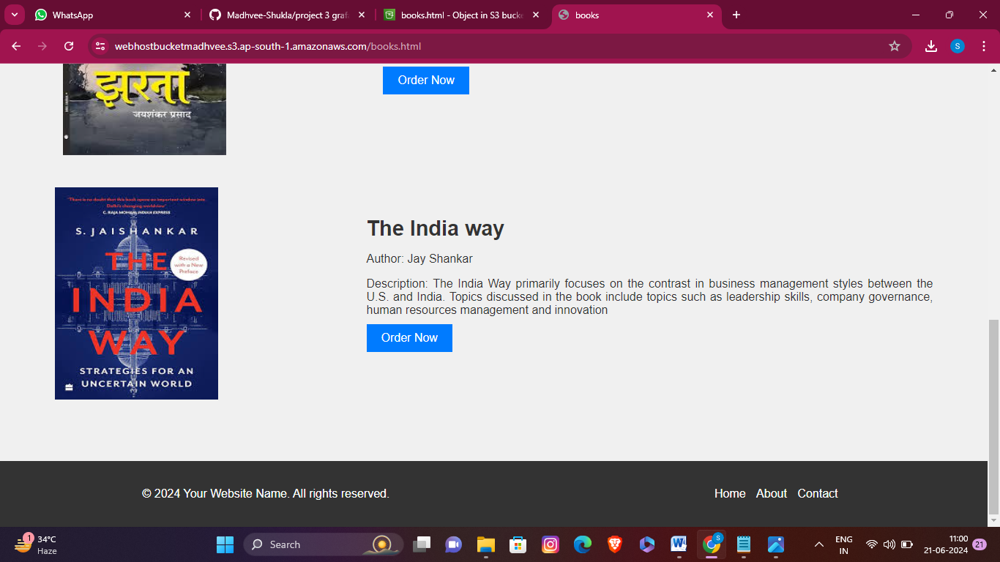 WhatsApp
Madhvee-Shukla/project 3 graf
books.html - Object in S3 bucke
books
webhostbucketmadhvee.s3.ap-south-1.amazonaws.com/books.html
झरना
जयशंकर प्रसाद
Order Now
"There is no doubt that this book opens an important window into
Delhi's changing worldview"
C. RAJA MOHAN, INDIAN EXPRESS
S. JAISHANKAR
THE
Revised
with a New
Preface
INDIA
WAY
STRATEGIES FOR AN
UNCERTAIN WORLD
The India way
Author: Jay Shankar
Description: The India Way primarily focuses on the contrast in business management styles between the
U.S. and India. Topics discussed in the book include topics such as leadership skills, company governance,
human resources management and innovation
Order Now
© 2024 Your Website Name. All rights reserved.
Home About Contact
1
34°C
Haze
Search
S
ENG
IN
11:00
21-06-2024
21